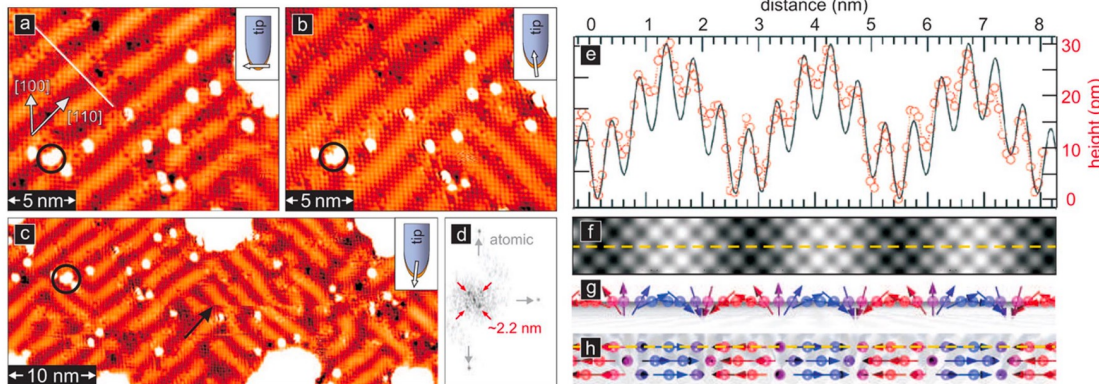 a
tip
[100]
[110]
5 nm
b
tip
5 nm
c
tip
10 nm
d
atomic
~2.2 nm
distance (nm)
0 1 2 3 4 5 6 7 8
e
30
20
10
0
height (pm)
f
g
h